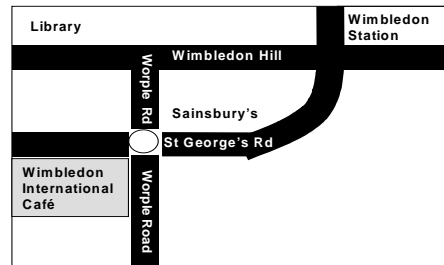 Library
Wimbledon
Station
Wimbledon Hill
Worple Rd
Sainsbury's
St George's Rd
Wimbledon
International
Café
Worple Road